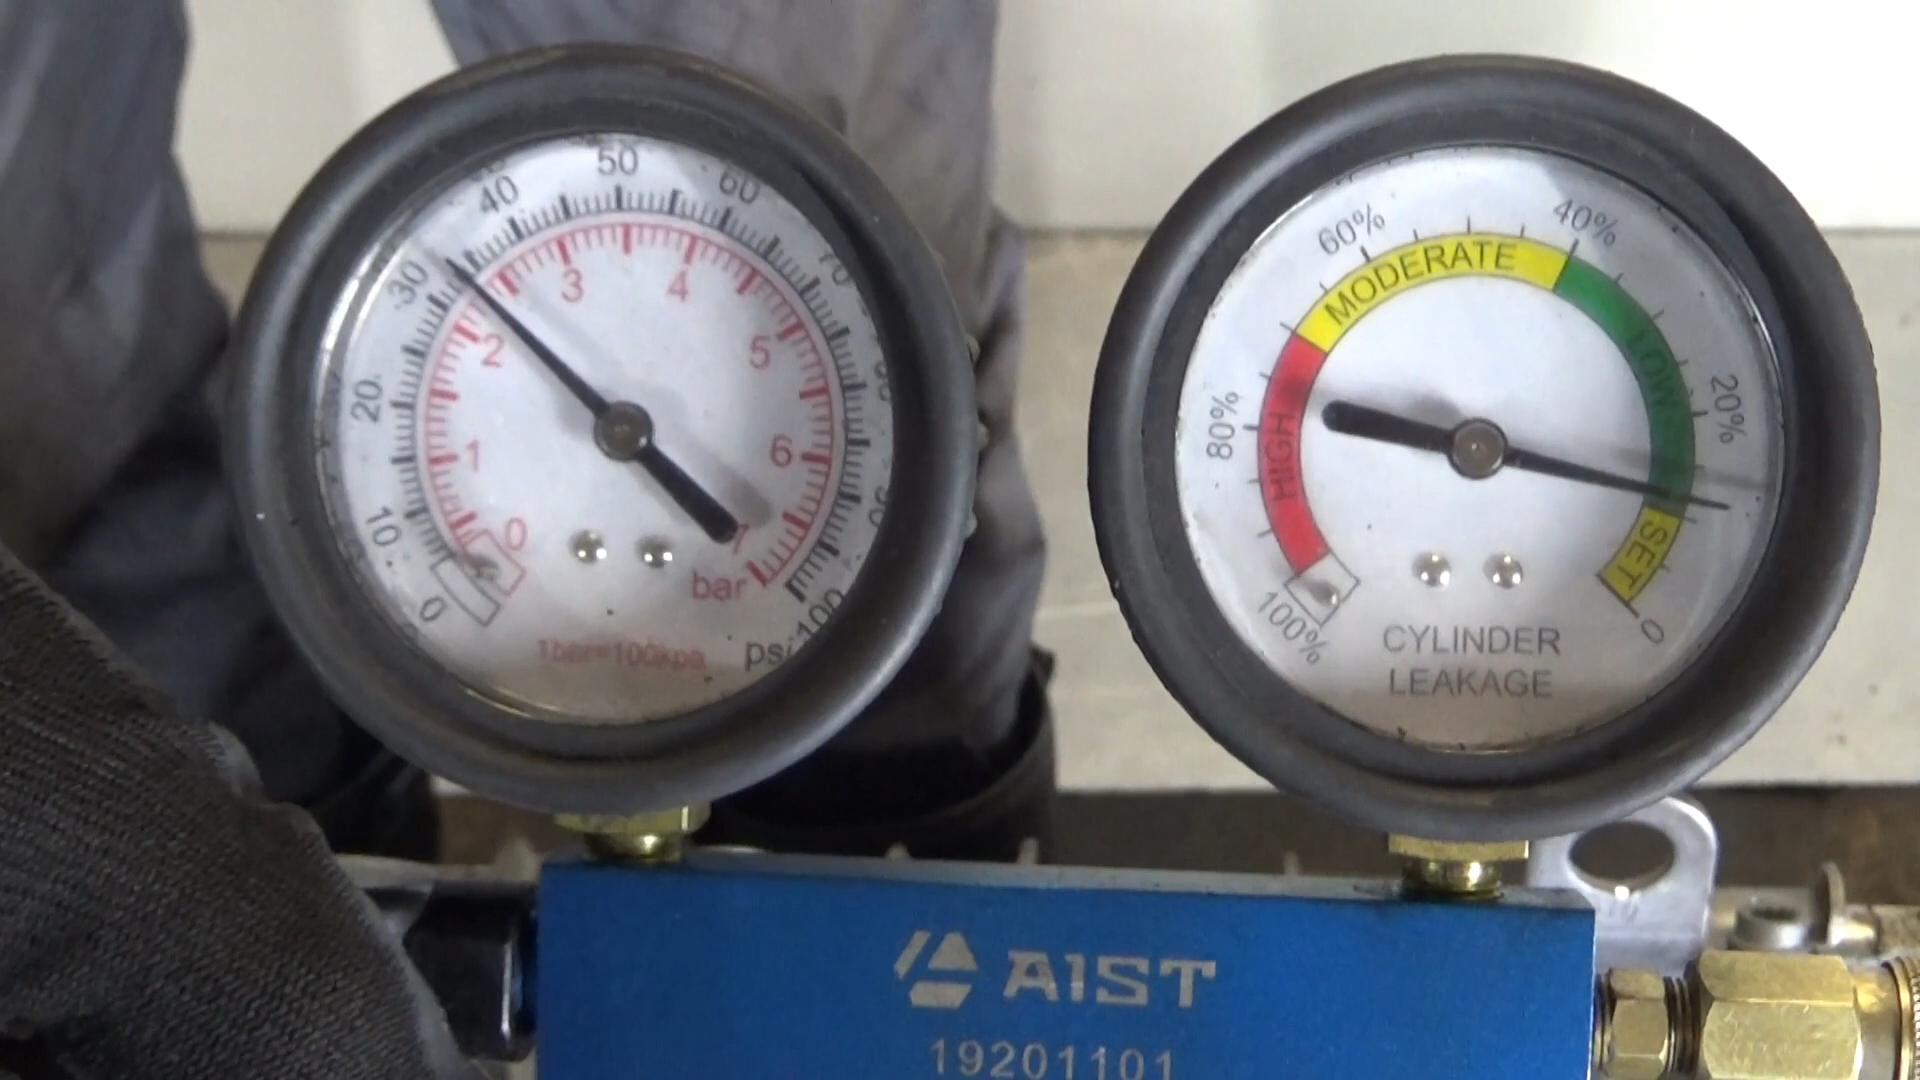 0
10
20
30
40
50
60
70
90
100
psi
0
1
2
3
4
5
6
7
bar
1bar=100kpa
100%
80%
60%
40%
20%
0
HIGH
MODERATE
LOW
SET
CYLINDER
LEAKAGE
AIST
19201101